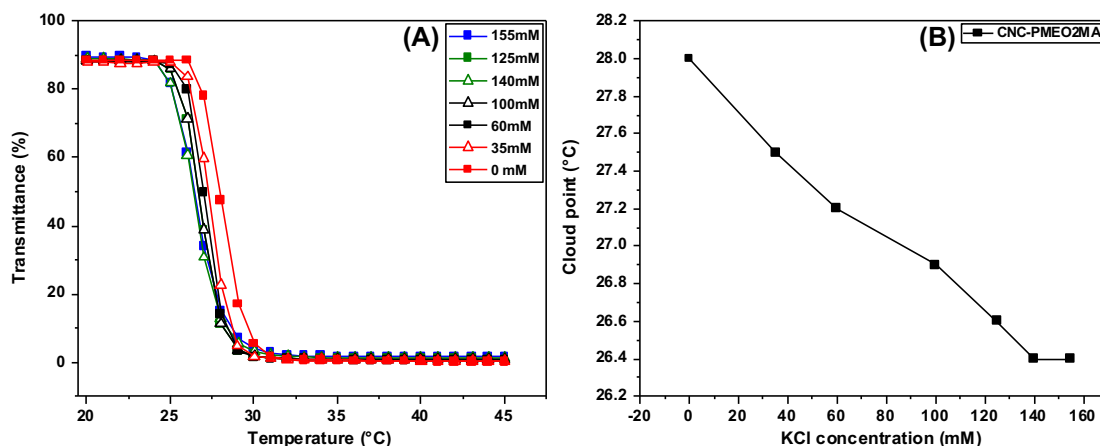 (A)
155mM
125mM
140mM
100mM
60mM
35mM
0 mM
100
80
60
40
20
0
Transmittance (%)
20 25 30 35 40 45
Temperature (°C)
(B)
CNC-PMEO2MA
28.0
27.8
27.6
27.4
27.2
27.0
26.8
26.6
26.4
26.2
Cloud point (°C)
-20 0 20 40 60 80 100 120 140 160
KCl concentration (mM)